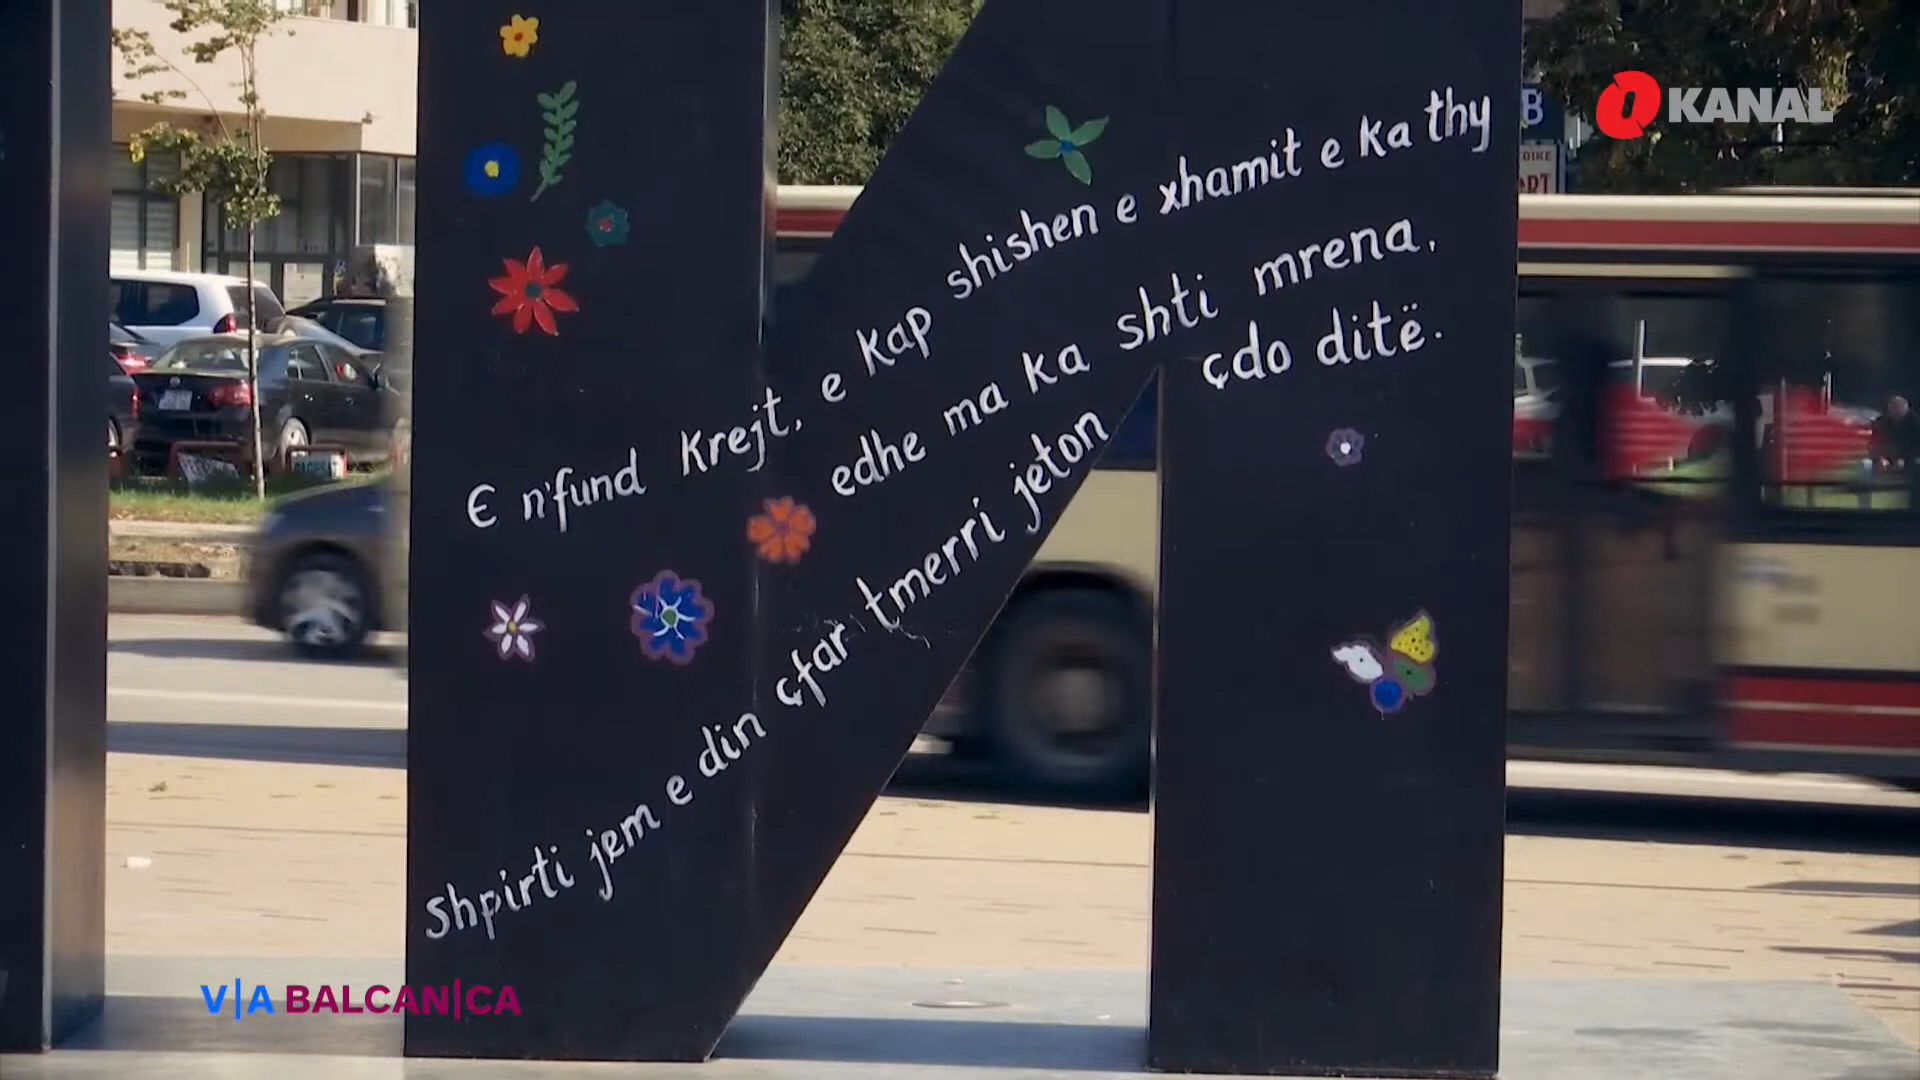 KANAL
B
E n'fund Krejt, e kap shishen e xhamit e ka thy
edhe ma ka shti mrena,
Shpirti jem e din çfar tmerri jeton
çdo ditë.
V|A BALCAN|CA